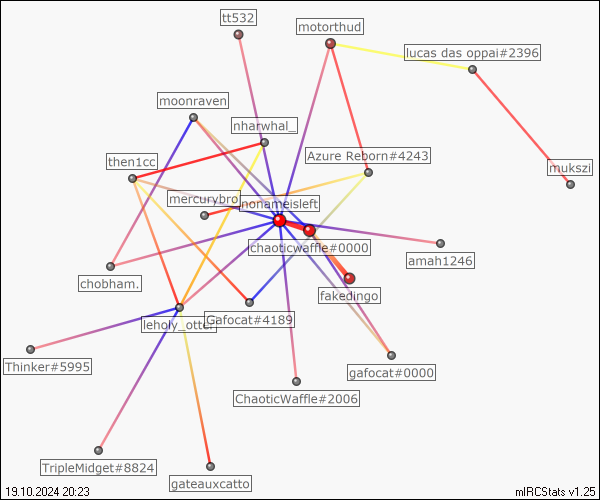 tt532
motorthud
lucas das oppai#2396
moonraven
nharwhal_
then1cc
Azure Reborn#4243
mukszi
mercurybro
nonameisleft
chaoticwaffle#0000
amah1246
chobham.
fakedingo
leholy_otter
Gafocat#4189
Thinker#5995
gafocat#0000
ChaoticWaffle#2006
TripleMidget#8824
gateauxcatto
19.10.2024 20:23
mIRCStats v1.25